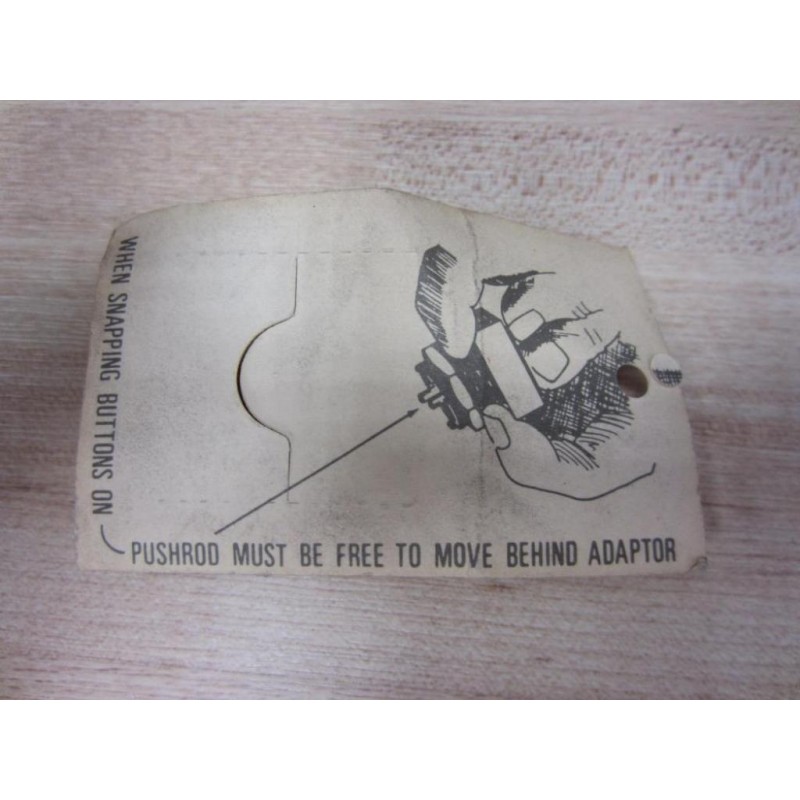 WHEN SNAPPING BUTTONS ON
PUSHROD MUST BE FREE TO MOVE BEHIND ADAPTOR